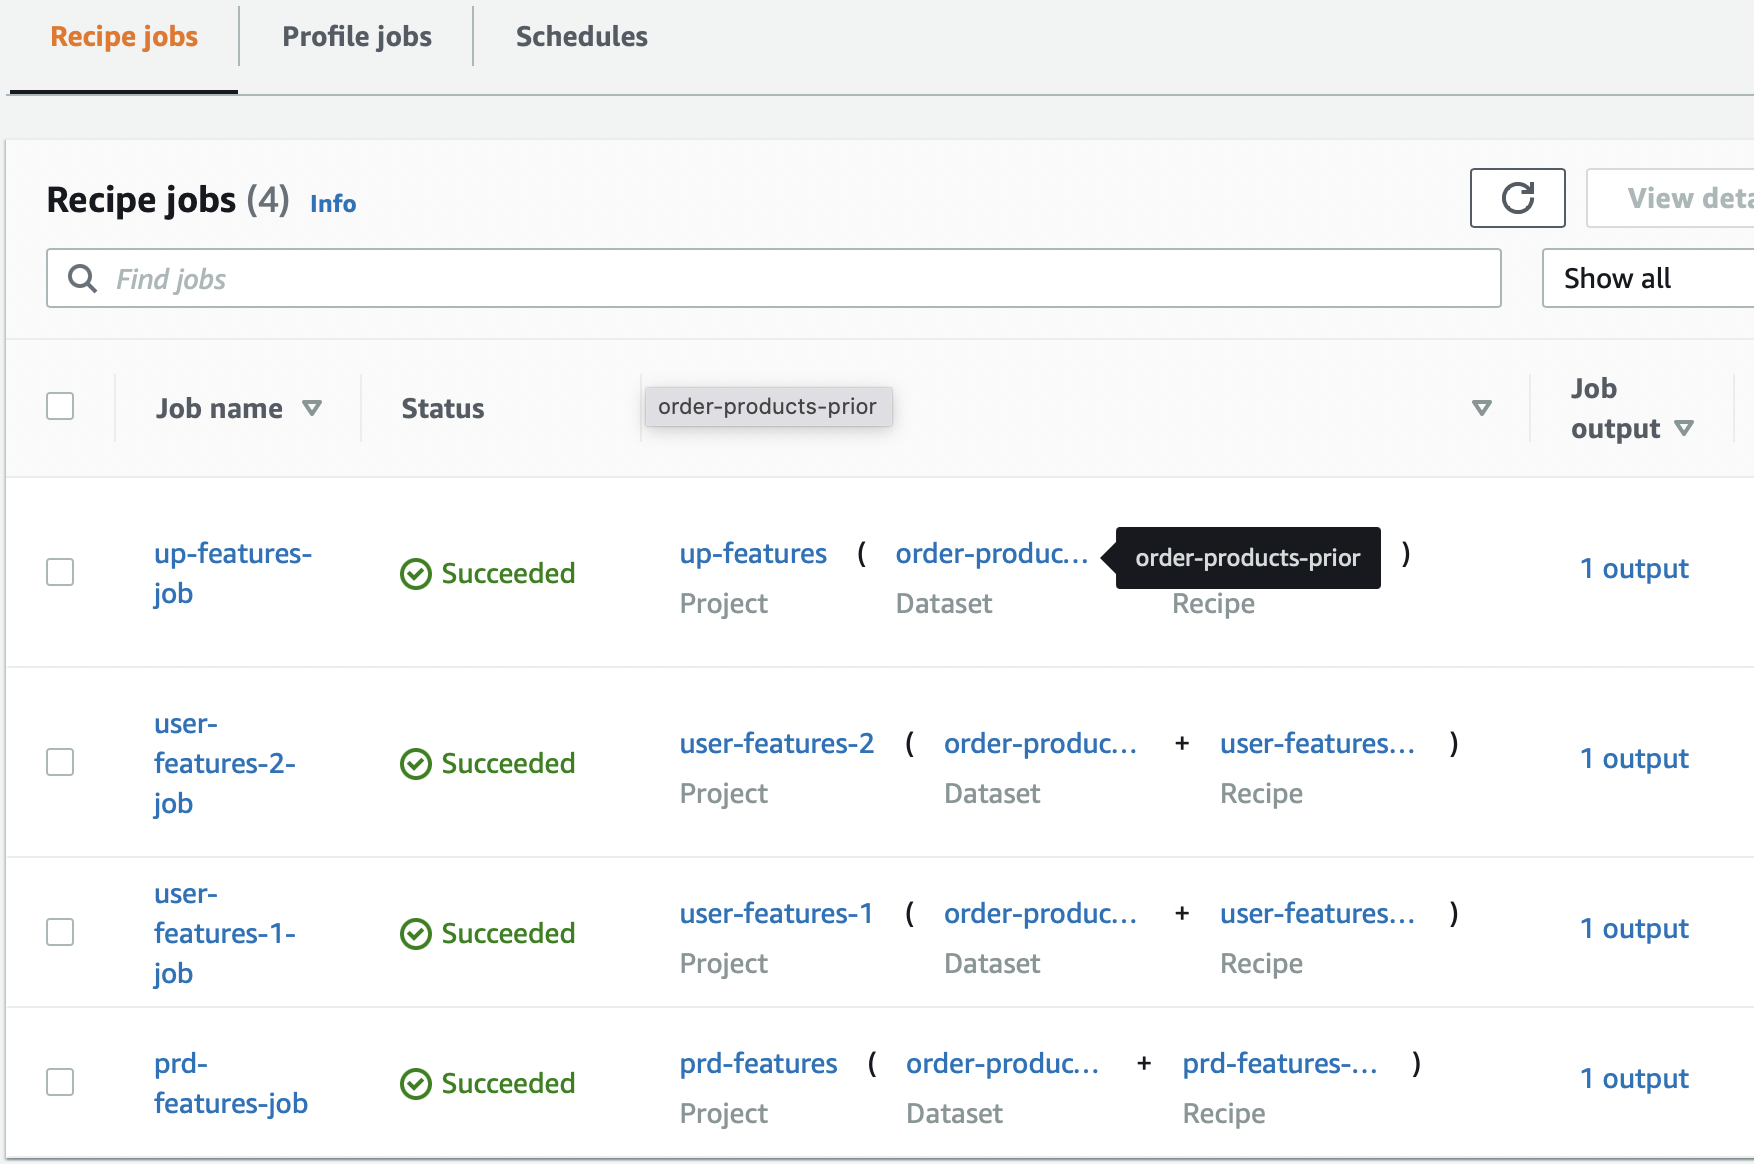 Recipe jobs Profile jobs Schedules
Recipe jobs (4) Info
View deta
Find jobs
Show all
Job name Status order-products-prior Job output
up-features-job Succeeded up-features ( order-produc... order-products-prior ) 1 output
Project Dataset Recipe
user-features-2-job Succeeded user-features-2 ( order-produc... + user-features... ) 1 output
Project Dataset Recipe
user-features-1-job Succeeded user-features-1 ( order-produc... + user-features... ) 1 output
Project Dataset Recipe
prd-features-job Succeeded prd-features ( order-produc... + prd-features-... ) 1 output
Project Dataset Recipe